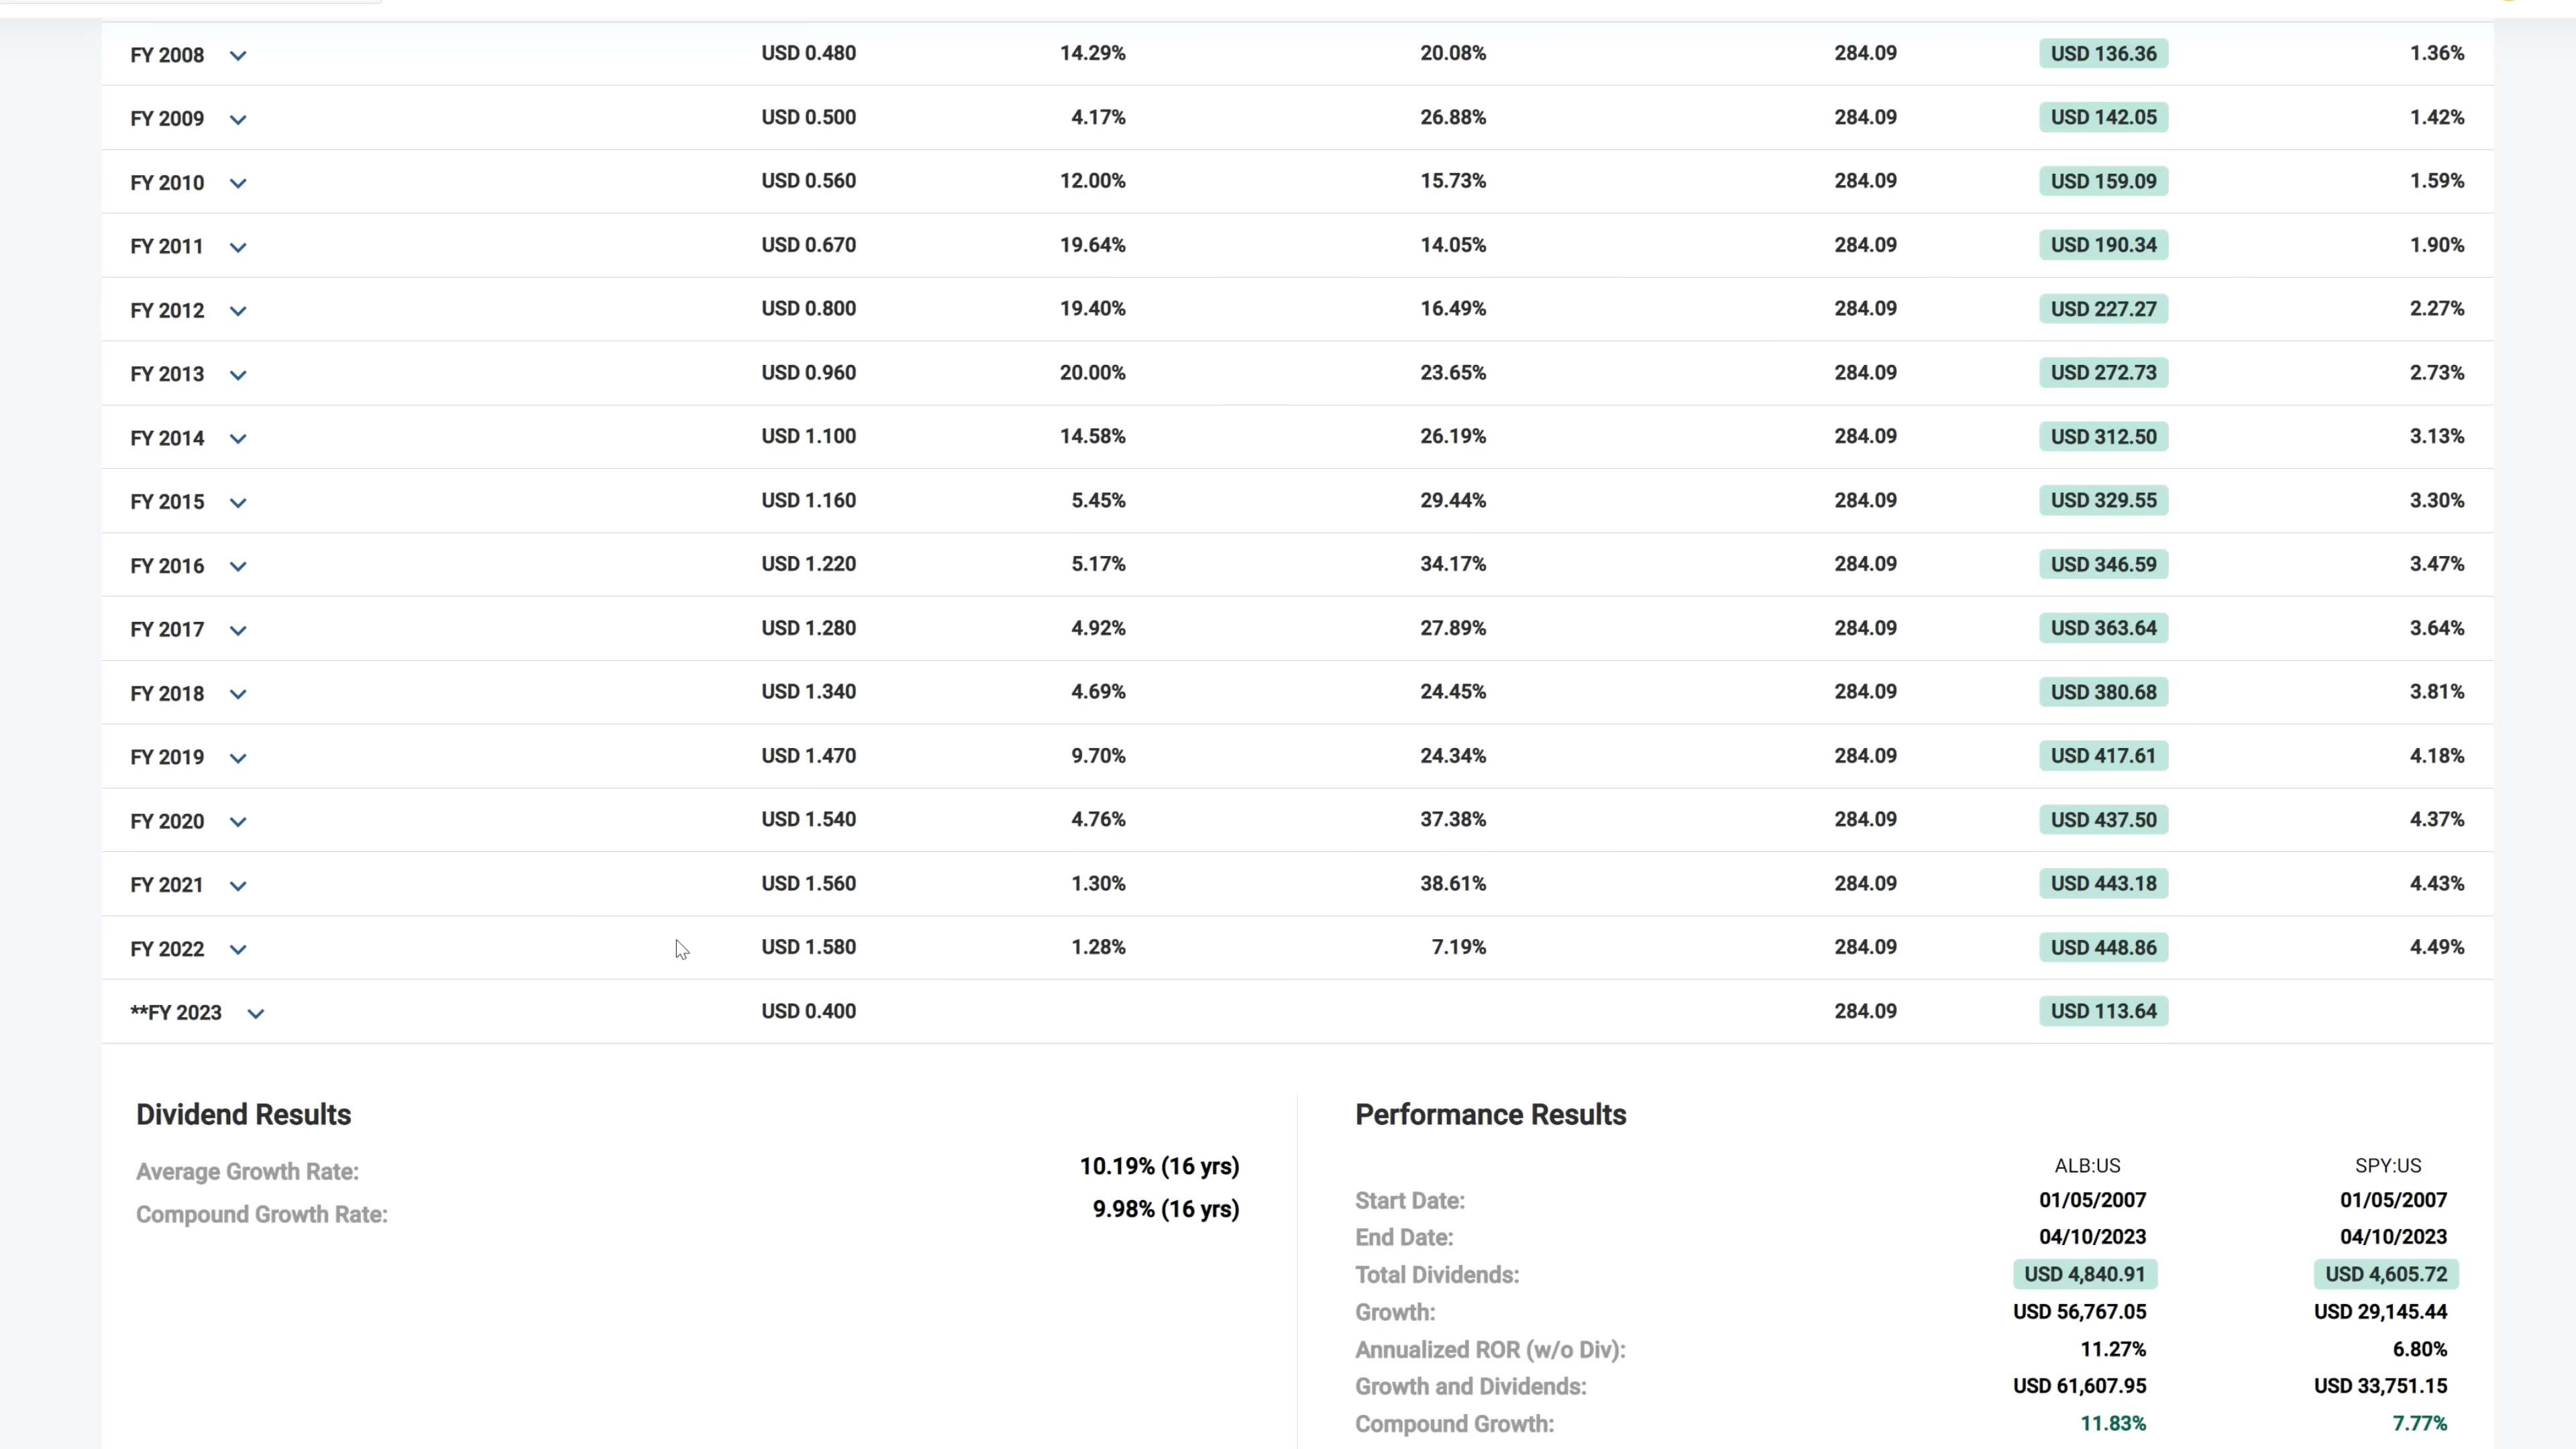 FY 2008 USD 0.480 14.29% 20.08% 284.09 USD 136.36 1.36%
FY 2009 USD 0.500 4.17% 26.88% 284.09 USD 142.05 1.42%
FY 2010 USD 0.560 12.00% 15.73% 284.09 USD 159.09 1.59%
FY 2011 USD 0.670 19.64% 14.05% 284.09 USD 190.34 1.90%
FY 2012 USD 0.800 19.40% 16.49% 284.09 USD 227.27 2.27%
FY 2013 USD 0.960 20.00% 23.65% 284.09 USD 272.73 2.73%
FY 2014 USD 1.100 14.58% 26.19% 284.09 USD 312.50 3.13%
FY 2015 USD 1.160 5.45% 29.44% 284.09 USD 329.55 3.30%
FY 2016 USD 1.220 5.17% 34.17% 284.09 USD 346.59 3.47%
FY 2017 USD 1.280 4.92% 27.89% 284.09 USD 363.64 3.64%
FY 2018 USD 1.340 4.69% 24.45% 284.09 USD 380.68 3.81%
FY 2019 USD 1.470 9.70% 24.34% 284.09 USD 417.61 4.18%
FY 2020 USD 1.540 4.76% 37.38% 284.09 USD 437.50 4.37%
FY 2021 USD 1.560 1.30% 38.61% 284.09 USD 443.18 4.43%
FY 2022 USD 1.580 1.28% 7.19% 284.09 USD 448.86 4.49%
**FY 2023 USD 0.400 284.09 USD 113.64
Dividend Results
Average Growth Rate: 10.19% (16 yrs)
Compound Growth Rate: 9.98% (16 yrs)
Performance Results
ALB:US SPY:US
Start Date: 01/05/2007 01/05/2007
End Date: 04/10/2023 04/10/2023
Total Dividends: USD 4,840.91 USD 4,605.72
Growth: USD 56,767.05 USD 29,145.44
Annualized ROR (w/o Div): 11.27% 6.80%
Growth and Dividends: USD 61,607.95 USD 33,751.15
Compound Growth: 11.83% 7.77%